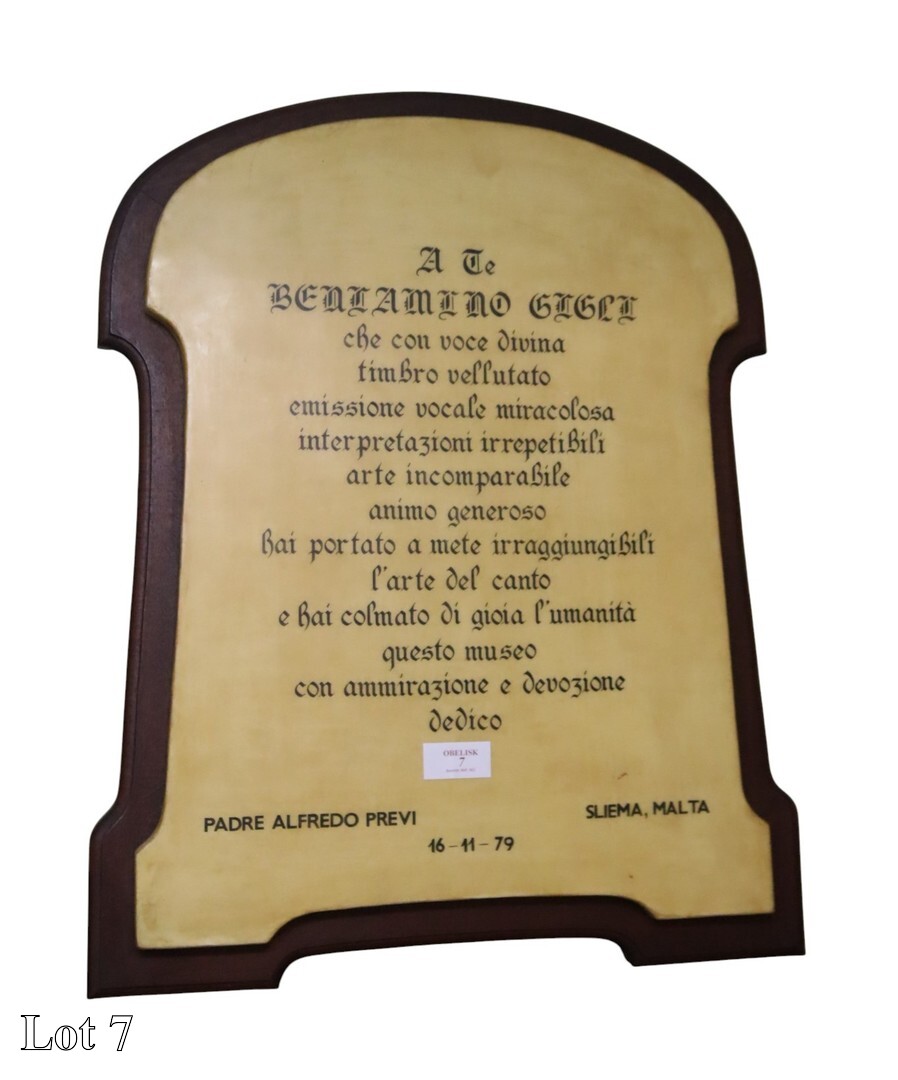 A Te
BENIAMINO GIGLI
che con voce divina
timbro vellutato
emissione vocale miracolosa
interpretazioni irrepetibili
arte incomparabile
animo generoso
hai portato a mete irraggiungibili
l'arte del canto
e hai colmato di gioia l'umanità
questo museo
con ammirazione e devozione
dedico
OBELISK
7
PADRE ALFREDO PREVI
SLIEMA, MALTA
16-11-79
Lot 7